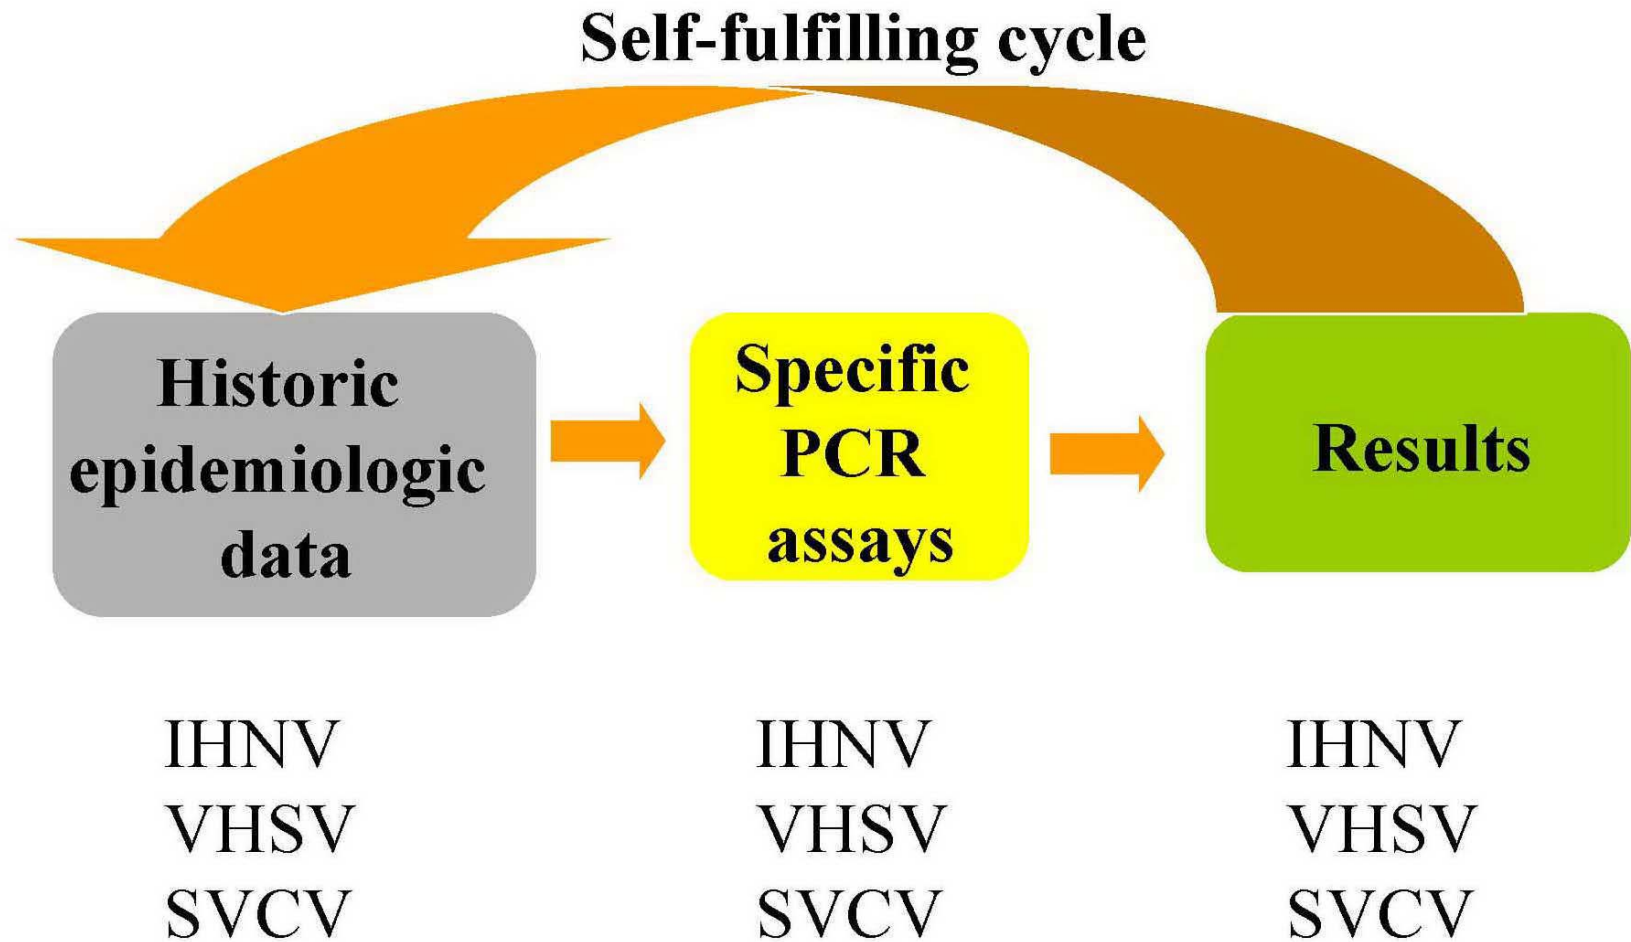 Self-fulfilling cycle
Historic
epidemiologic
data
Specific
PCR
assays
Results
IHNV
VHSV
SVCV
IHNV
VHSV
SVCV
IHNV
VHSV
SVCV